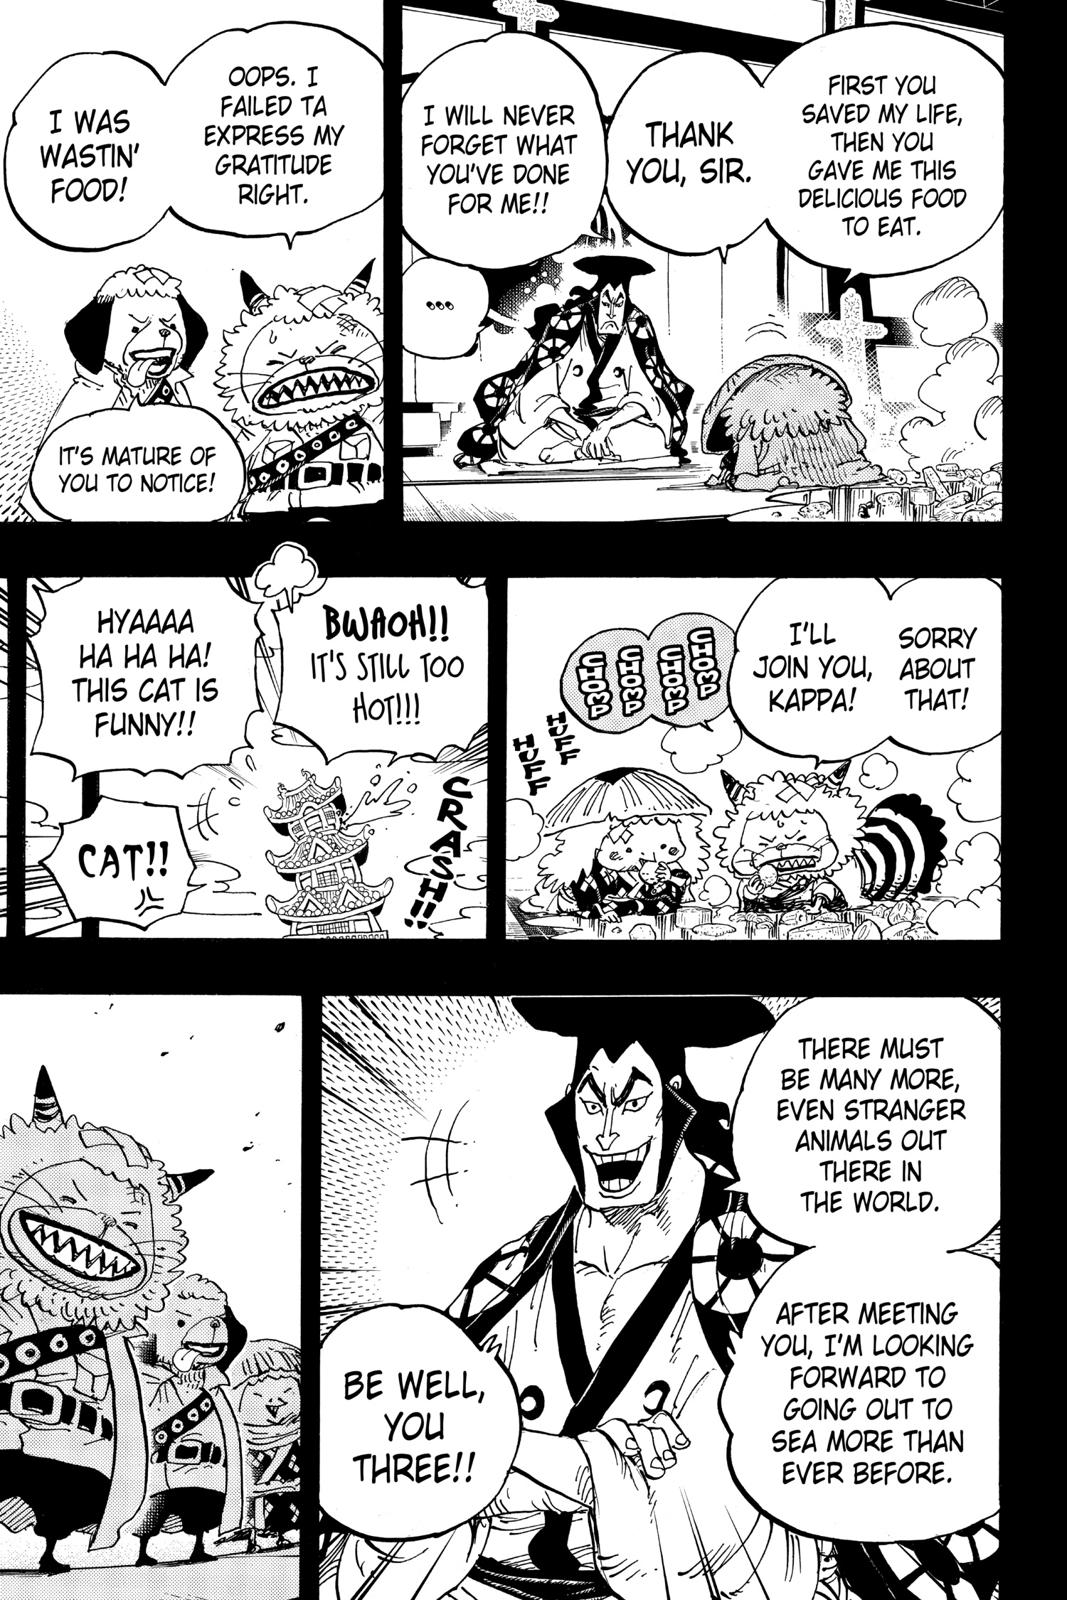 FIRST YOU
SAVED MY LIFE,
THEN YOU
GAVE ME THIS
DELICIOUS FOOD
TO EAT.
THANK
YOU, SIR.
I WILL NEVER
FORGET WHAT
YOU'VE DONE
FOR ME!!
...
OOPS. I
FAILED TA
EXPRESS MY
GRATITUDE
RIGHT.
I WAS
WASTIN'
FOOD!
IT'S MATURE OF
YOU TO NOTICE!
SORRY
ABOUT
THAT!
I'LL
JOIN YOU,
KAPPA!
CHOMP
CHOMP
CHOMP
CHOMP
HUFF
HUFF
BWAOH!!
IT'S STILL TOO
HOT!!!
CRASH!!
HYAAAA
HA HA HA!
THIS CAT IS
FUNNY!!
CAT!!
THERE MUST
BE MANY MORE,
EVEN STRANGER
ANIMALS OUT
THERE IN
THE WORLD.
AFTER MEETING
YOU, I'M LOOKING
FORWARD TO
GOING OUT TO
SEA MORE THAN
EVER BEFORE.
BE WELL,
YOU
THREE!!